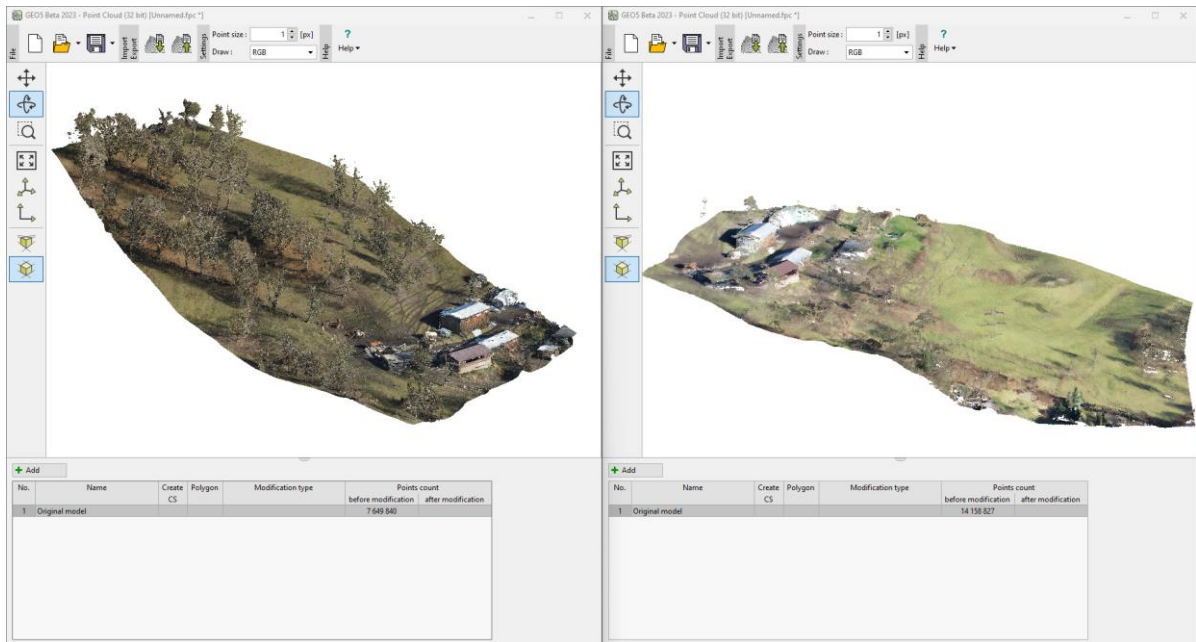 GEO5 Beta 2023 - Point Cloud (32 bit) [Unnamed.fpc *]
File
Import
Export
Settings
Point size :
1
[px]
Draw :
RGB
Help
?
Help
Add
No.
Name
Create
CS
Polygon
Modification type
Points count
before modification
after modification
1
Original model
7 649 840
GEO5 Beta 2023 - Point Cloud (32 bit) [Unnamed.fpc *]
File
Import
Export
Settings
Point size :
1
[px]
Draw :
RGB
Help
?
Help
Add
No.
Name
Create
CS
Polygon
Modification type
Points count
before modification
after modification
1
Original model
14 158 827